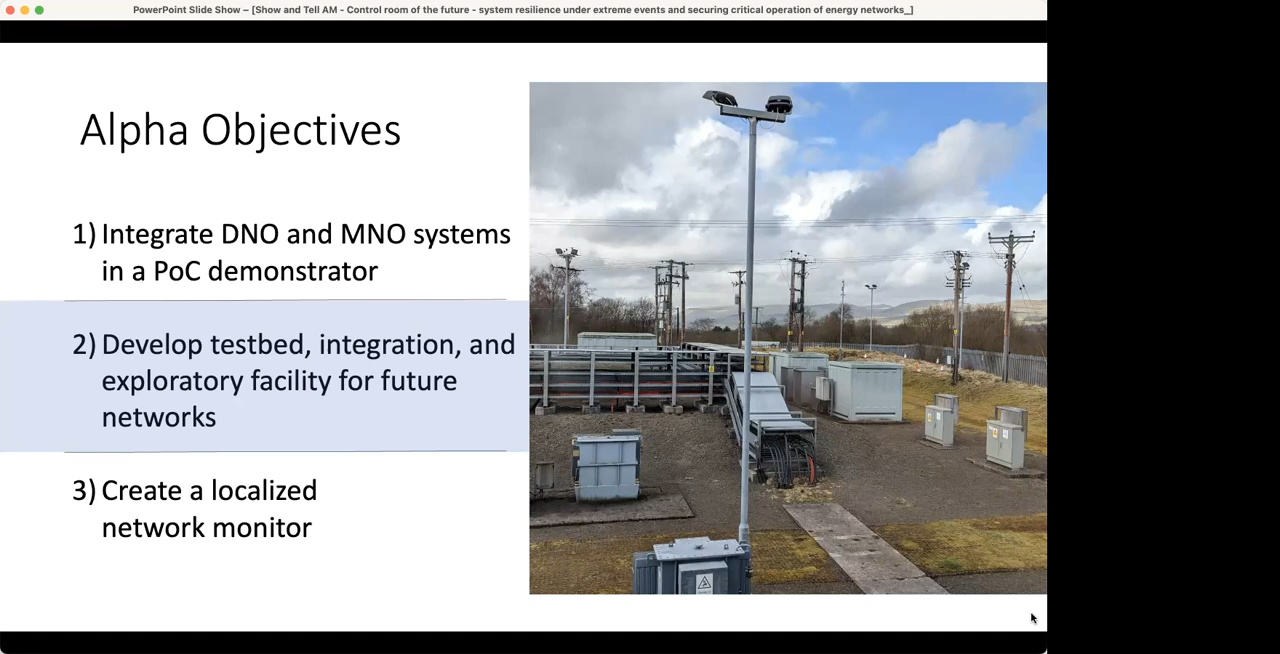 PowerPoint Slide Show – [Show and Tell AM - Control room of the future - system resilience under extreme events and securing critical operation of energy networks_]
Alpha Objectives
1) Integrate DNO and MNO systems
in a PoC demonstrator
2) Develop testbed, integration, and
exploratory facility for future
networks
3) Create a localized
network monitor